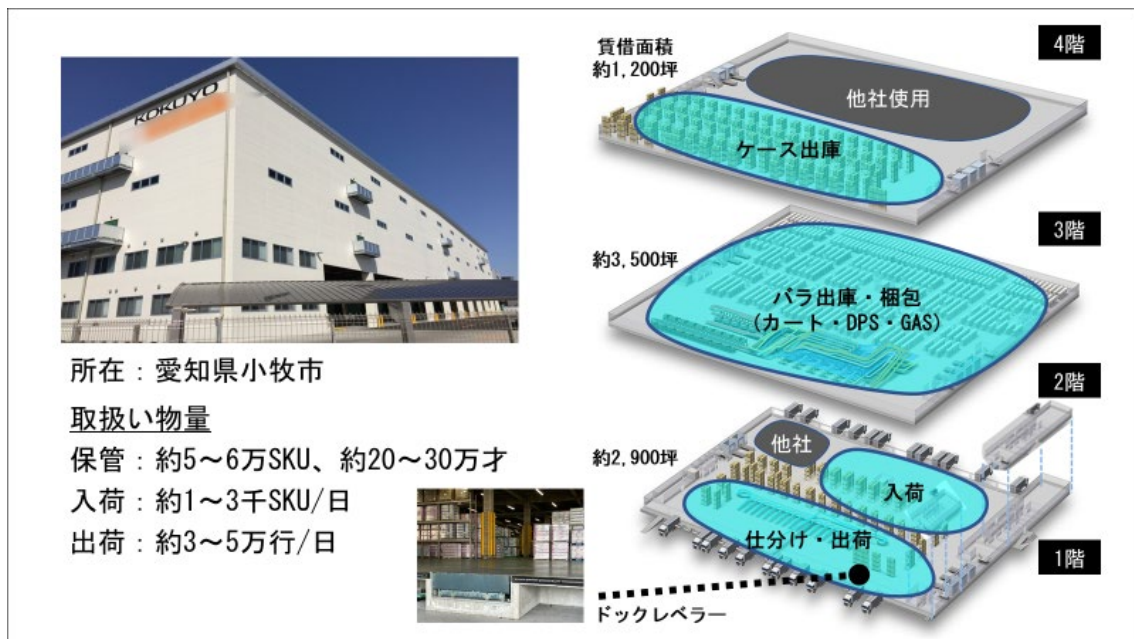 KOKUYO
所在：愛知県小牧市
取扱い物量
保管：約5～6万SKU、約20～30万才
入荷：約1～3千SKU/日
出荷：約3～5万行/日
賃借面積
約1,200坪
4階
他社使用
ケース出庫
3階
約3,500坪
バラ出庫・梱包
(カート・DPS・GAS)
2階
約2,900坪
他社
入荷
仕分け・出荷
1階
ドックレベラー